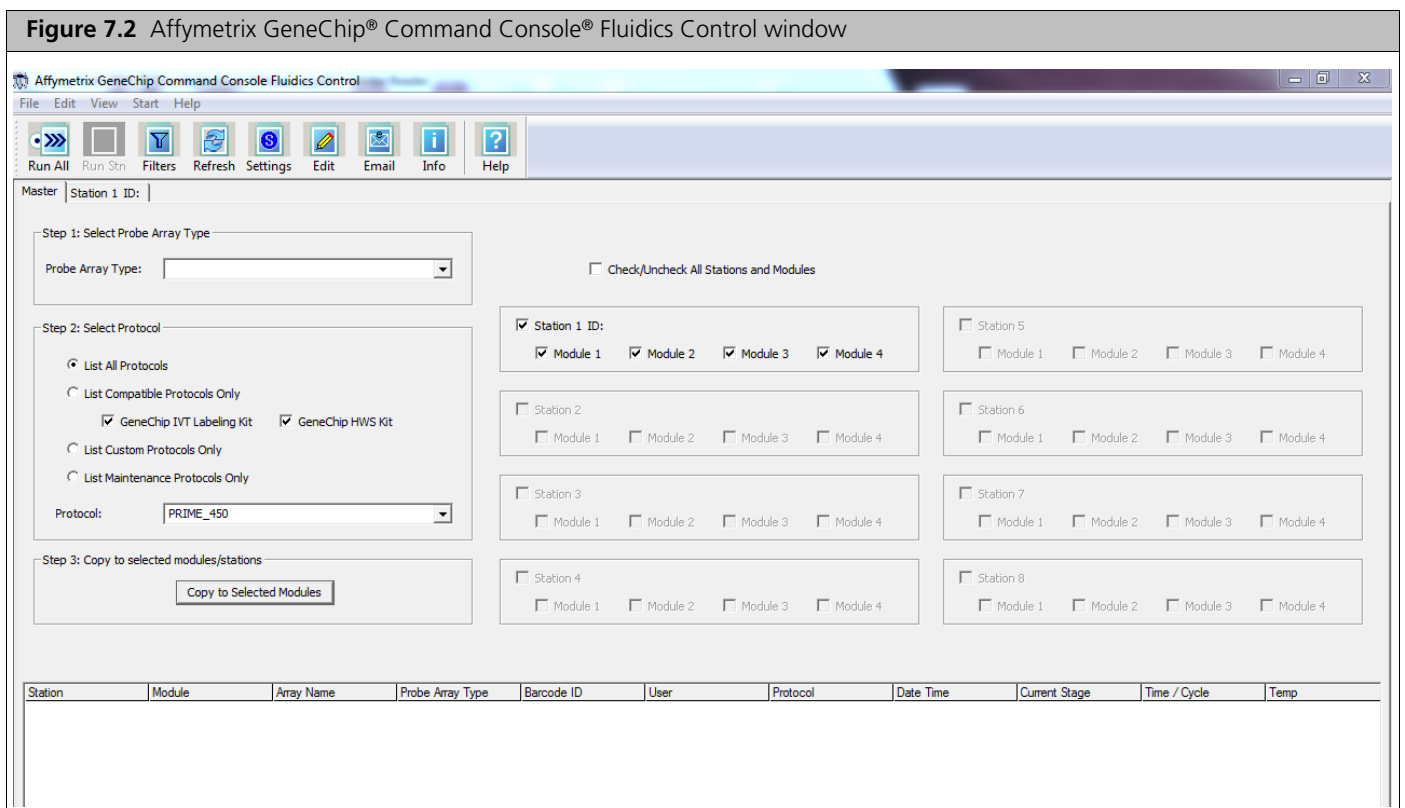 Figure 7.2 Affymetrix GeneChip® Command Console® Fluidics Control window
Affymetrix GeneChip Command Console Fluidics Control
File Edit View Start Help
Run All Run Stn Filters Refresh Settings Edit Email Info Help
Master Station 1 ID:
Step 1: Select Probe Array Type
Probe Array Type:
Check/Uncheck All Stations and Modules
Step 2: Select Protocol
List All Protocols
List Compatible Protocols Only
GeneChip IVT Labeling Kit GeneChip HWS Kit
List Custom Protocols Only
List Maintenance Protocols Only
Protocol: PRIME_450
Step 3: Copy to selected modules/stations
Copy to Selected Modules
Station 1 ID:
Module 1 Module 2 Module 3 Module 4
Station 2
Module 1 Module 2 Module 3 Module 4
Station 3
Module 1 Module 2 Module 3 Module 4
Station 4
Module 1 Module 2 Module 3 Module 4
Station 5
Module 1 Module 2 Module 3 Module 4
Station 6
Module 1 Module 2 Module 3 Module 4
Station 7
Module 1 Module 2 Module 3 Module 4
Station 8
Module 1 Module 2 Module 3 Module 4
Station Module Array Name Probe Array Type Barcode ID User Protocol Date Time Current Stage Time / Cycle Temp